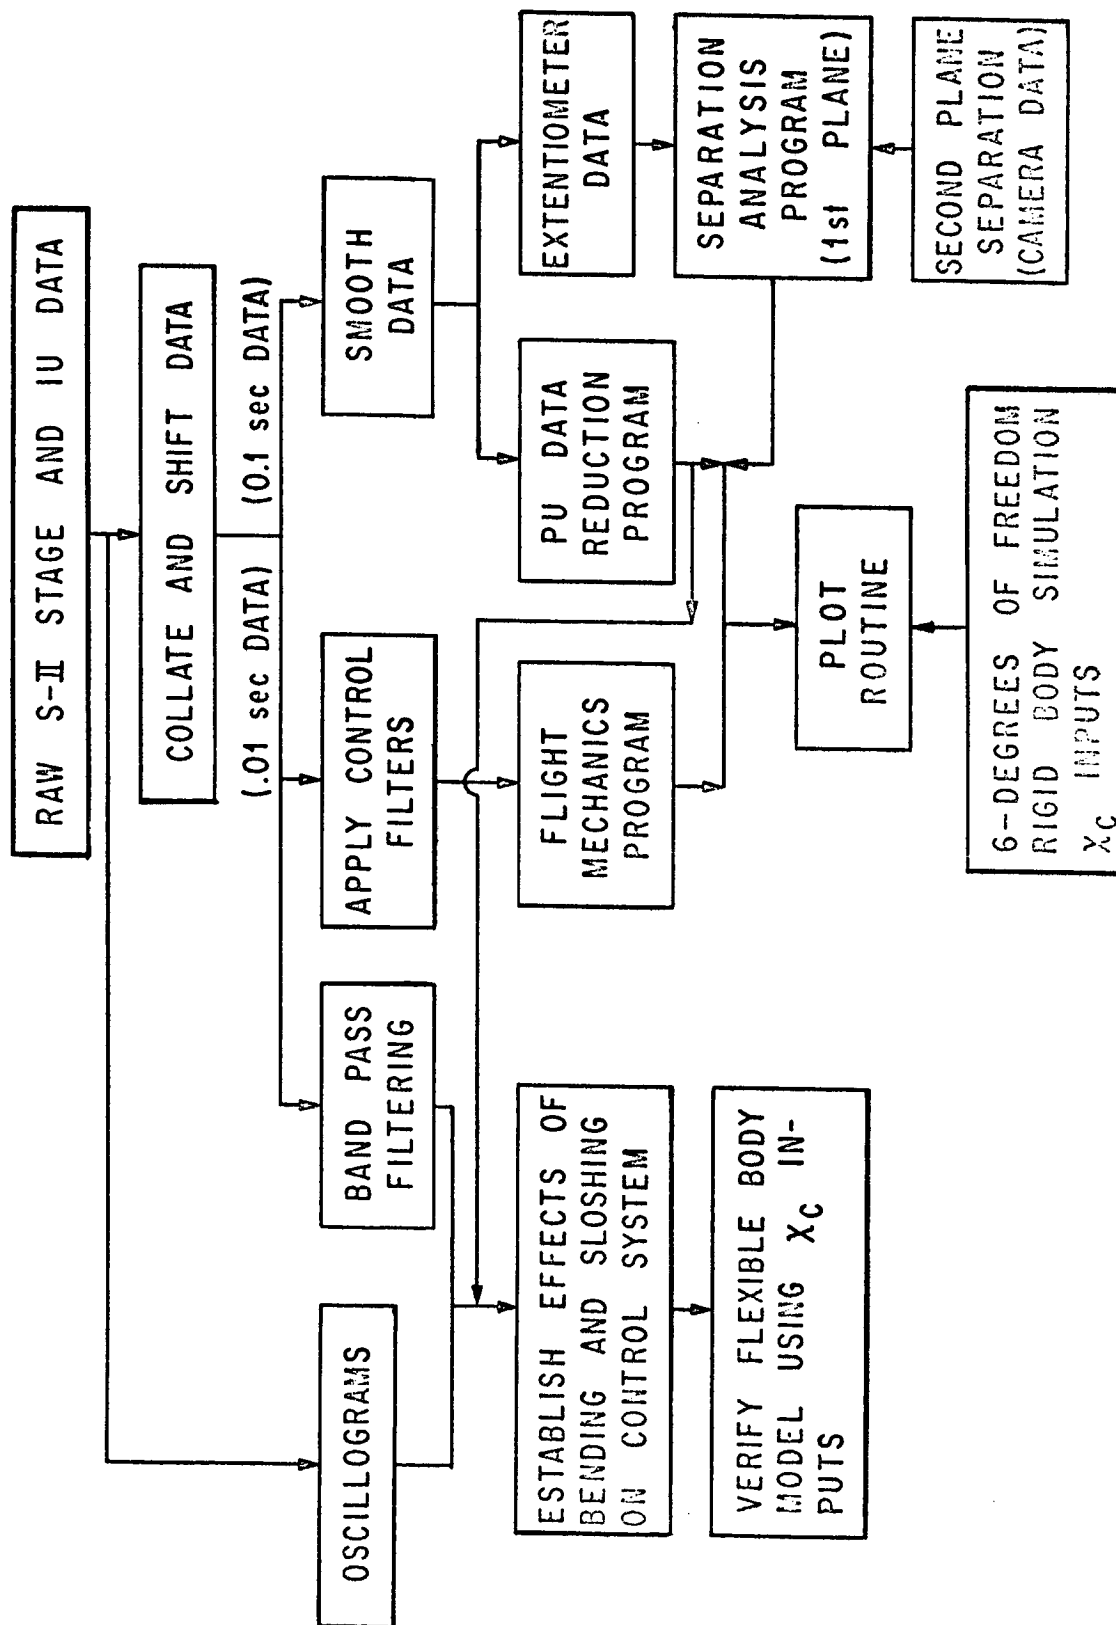 RAW S-II STAGE AND IU DATA
COLLATE AND SHIFT DATA
(.01 sec DATA)
(0.1 sec DATA)
OSCILLOGRAMS
BAND PASS
FILTERING
APPLY CONTROL
FILTERS
SMOOTH
DATA
ESTABLISH EFFECTS OF
BENDING AND SLOSHING
ON CONTROL SYSTEM
FLIGHT
MECHANICS
PROGRAM
PU DATA
REDUCTION
PROGRAM
EXTENTIOMETER
DATA
VERIFY FLEXIBLE BODY
MODEL USING χC IN-
PUTS
PLOT
ROUTINE
SEPARATION
ANALYSIS
PROGRAM
(1st PLANE)
6-DEGREES OF FREEDOM
RIGID BODY SIMULATION
χC INPUTS
SECOND PLANE
SEPARATION
(CAMERA DATA)